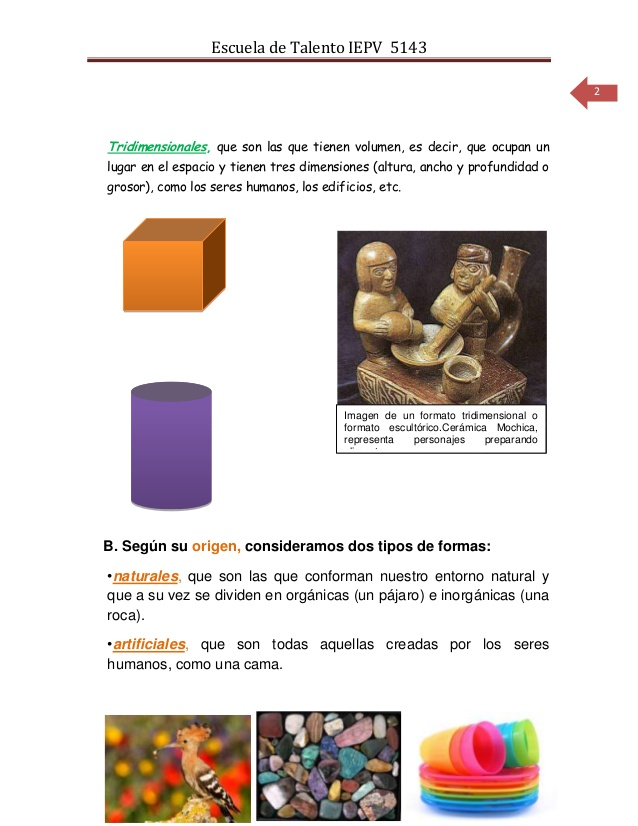 Escuela de Talento IEPV 5143
2
Tridimensionales, que son las que tienen volumen, es decir, que ocupan un
lugar en el espacio y tienen tres dimensiones (altura, ancho y profundidad o
grosor), como los seres humanos, los edificios, etc.
Imagen de un formato tridimensional o
formato escultórico.Cerámica Mochica,
representa personajes preparando
B. Según su origen, consideramos dos tipos de formas:
•naturales, que son las que conforman nuestro entorno natural y
que a su vez se dividen en orgánicas (un pájaro) e inorgánicas (una
roca).
•artificiales, que son todas aquellas creadas por los seres
humanos, como una cama.